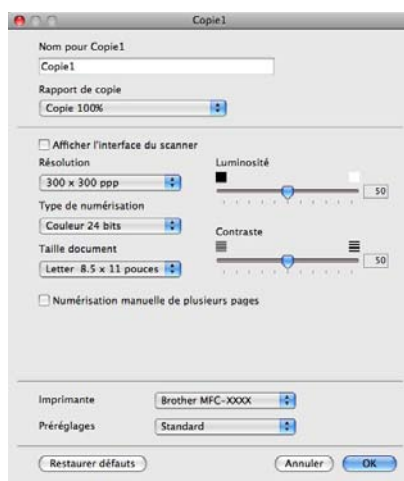 Copie1
Nom pour Copie1
Copie1
Rapport de copie
Copie 100%
Afficher l'interface du scanner
Résolution
Luminosité
300 x 300 ppp
50
Type de numérisation
Couleur 24 bits
Contraste
Taille document
50
Letter 8.5 x 11 pouces
Numérisation manuelle de plusieurs pages
Imprimante
Brother MFC-XXXX
Préréglages
Standard
Restaurer défauts
Annuler
OK